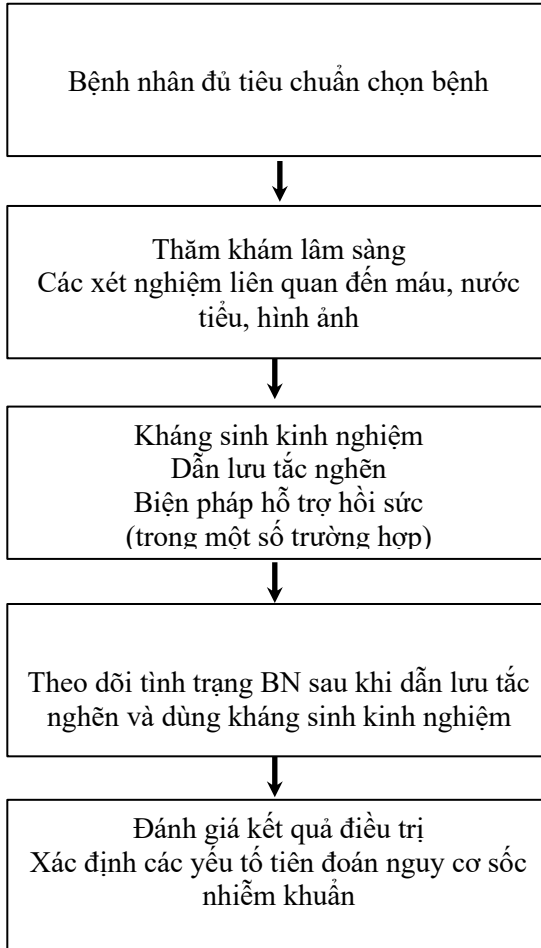 Bệnh nhân đủ tiêu chuẩn chọn bệnh
Thăm khám lâm sàng
Các xét nghiệm liên quan đến máu, nước
tiểu, hình ảnh
Kháng sinh kinh nghiệm
Dẫn lưu tắc nghẽn
Biện pháp hỗ trợ hồi sức
(trong một số trường hợp)
Theo dõi tình trạng BN sau khi dẫn lưu tắc
nghẽn và dùng kháng sinh kinh nghiệm
Đánh giá kết quả điều trị
Xác định các yếu tố tiên đoán nguy cơ sốc
nhiễm khuẩn